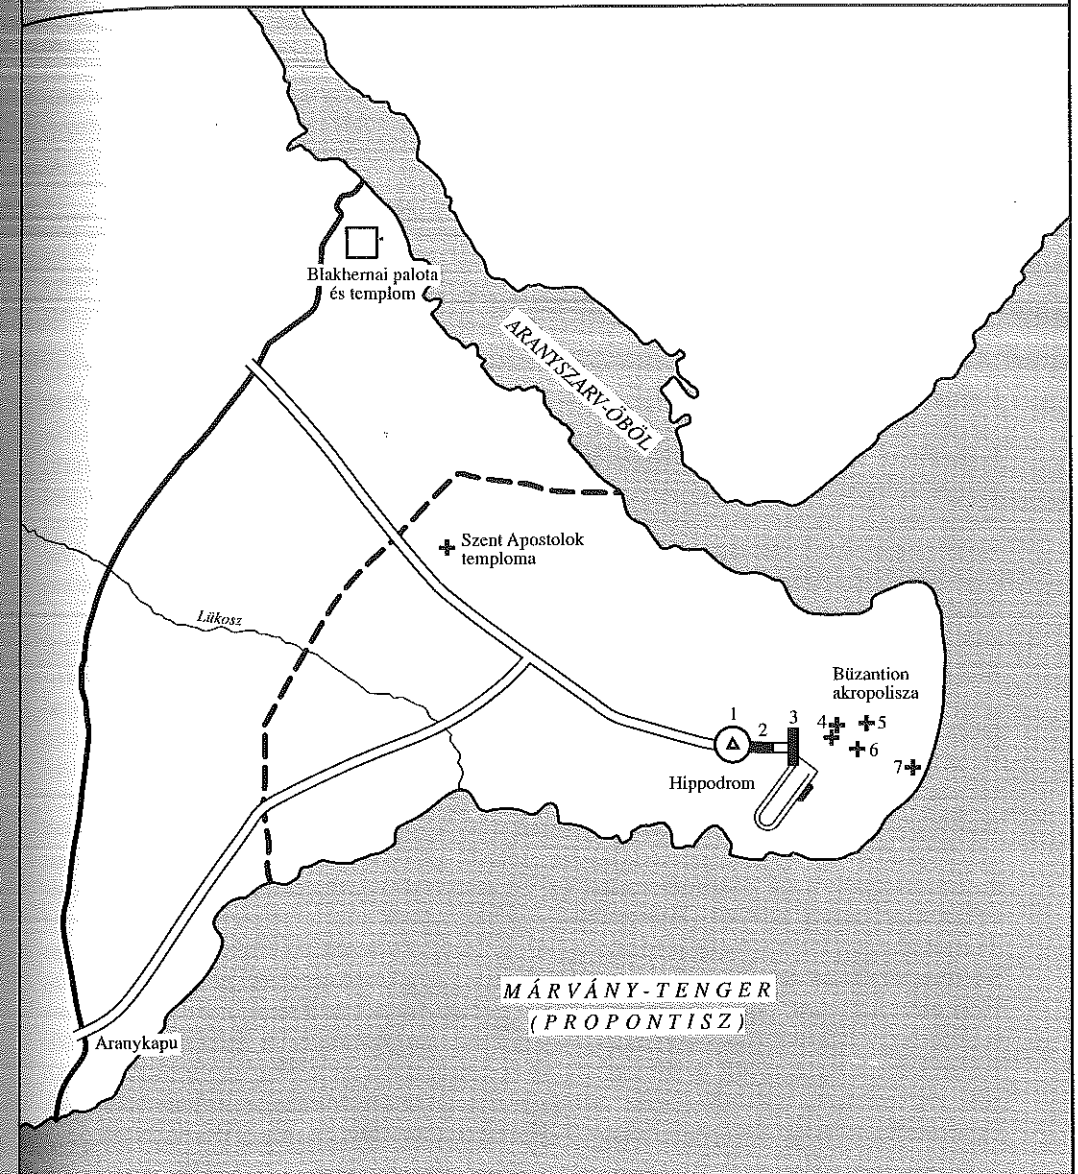 Blakhernai palota
és templom
ARANYSZARV-ÖBÖL
Szent Apostolok
temploma
Lükosz
Büzantion
akropolisza
1
2
3
4
5
6
7
Hippodrom
MÁRVÁNY-TENGER
(PROPONTISZ)
Aranykapu